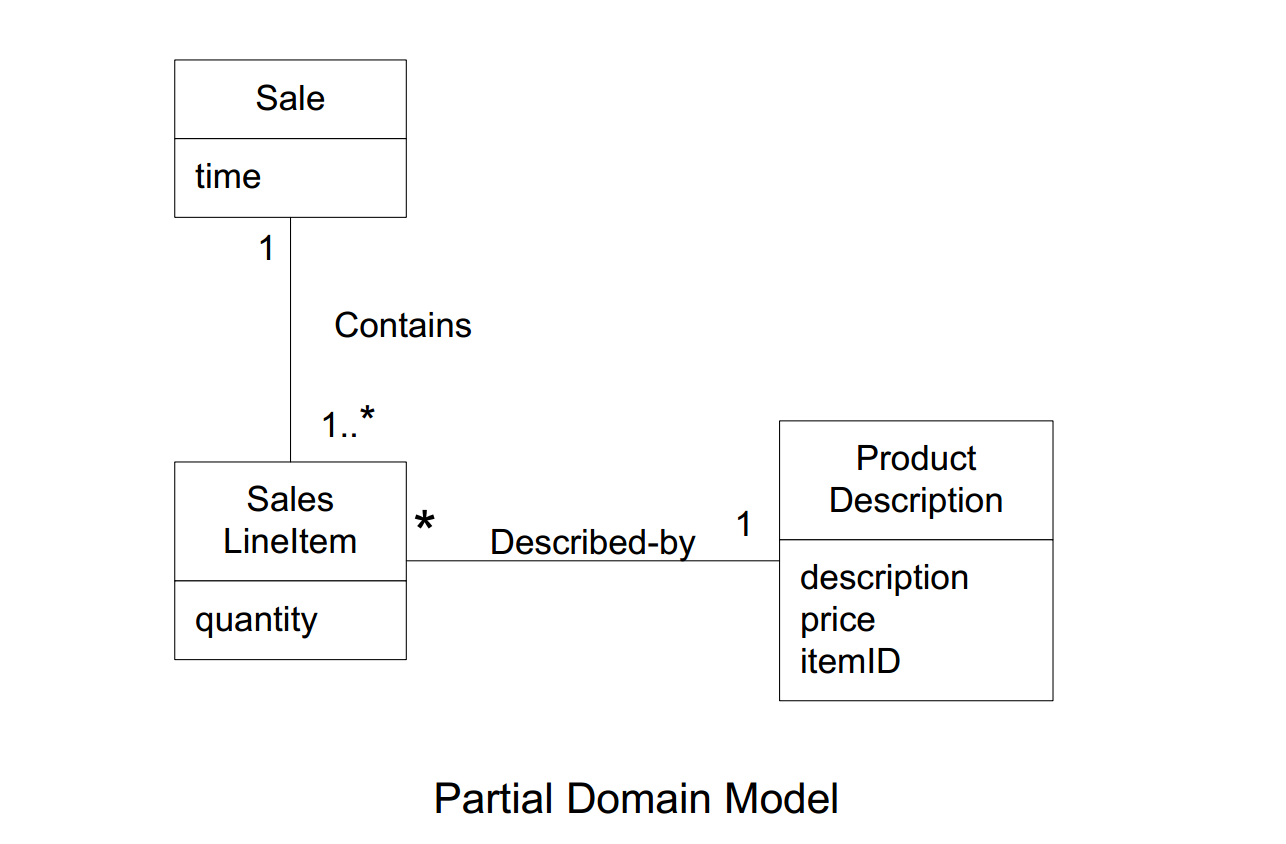 Sale
time
1
Contains
1..*
Sales
LineItem
quantity
*
Described-by
1
Product
Description
description
price
itemID
Partial Domain Model